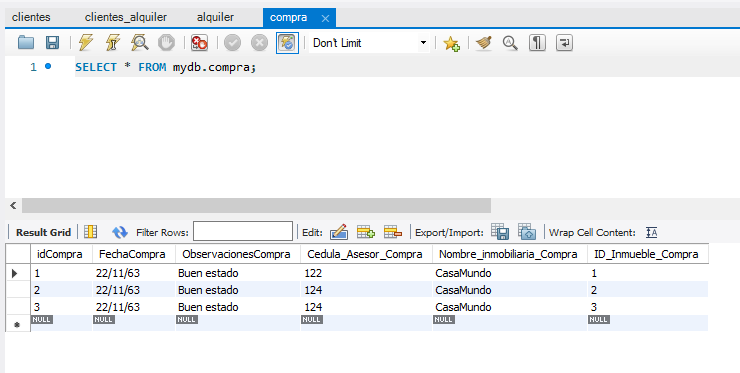 clientes clientes_alquiler alquiler compra
Don't Limit
1 SELECT * FROM mydb.compra;
Result Grid Filter Rows: Edit: Export/Import: Wrap Cell Content: IA
idCompra FechaCompra ObservacionesCompra Cedula_Asesor_Compra Nombre_inmobiliaria_Compra ID_Inmueble_Compra
1 22/11/63 Buen estado 122 CasaMundo 1
2 22/11/63 Buen estado 124 CasaMundo 2
3 22/11/63 Buen estado 124 CasaMundo 3
NULL NULL NULL NULL NULL NULL